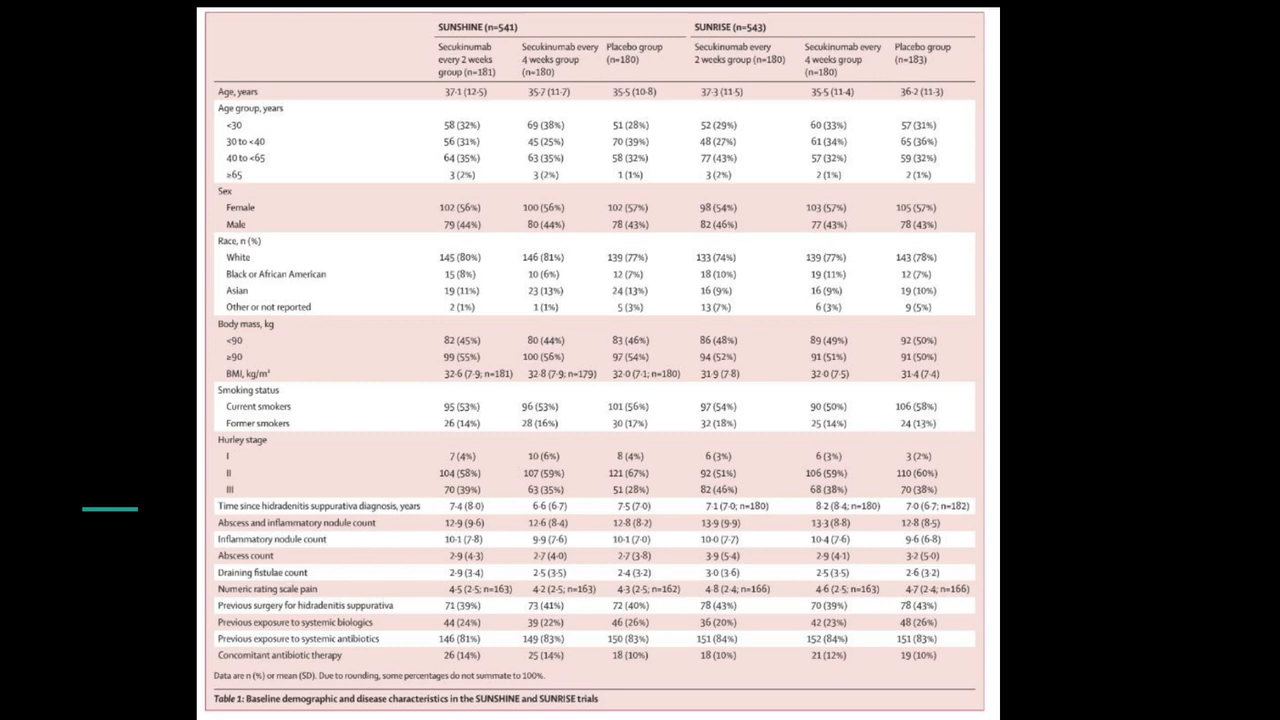 SUNSHINE (n=541) SUNRISE (n=543)
Secukinumab every 2 weeks group (n=181) Secukinumab every 4 weeks group (n=180) Placebo group (n=180) Secukinumab every 2 weeks group (n=180) Secukinumab every 4 weeks group (n=180) Placebo group (n=183)
Age, years 37·1 (12·5) 35·7 (11·7) 35·5 (10·8) 37·3 (11·5) 35·5 (11·4) 36·2 (11·3)
Age group, years
<30 58 (32%) 69 (38%) 51 (28%) 52 (29%) 60 (33%) 57 (31%)
30 to <40 56 (31%) 45 (25%) 70 (39%) 48 (27%) 61 (34%) 65 (36%)
40 to <65 64 (35%) 63 (35%) 58 (32%) 77 (43%) 57 (32%) 59 (32%)
≥65 3 (2%) 3 (2%) 1 (1%) 3 (2%) 2 (1%) 2 (1%)
Sex
Female 102 (56%) 100 (56%) 102 (57%) 98 (54%) 103 (57%) 105 (57%)
Male 79 (44%) 80 (44%) 78 (43%) 82 (46%) 77 (43%) 78 (43%)
Race, n (%)
White 145 (80%) 146 (81%) 139 (77%) 133 (74%) 139 (77%) 143 (78%)
Black or African American 15 (8%) 10 (6%) 12 (7%) 18 (10%) 19 (11%) 12 (7%)
Asian 19 (11%) 23 (13%) 24 (13%) 16 (9%) 16 (9%) 19 (10%)
Other or not reported 2 (1%) 1 (1%) 5 (3%) 13 (7%) 6 (3%) 9 (5%)
Body mass, kg
<90 82 (45%) 80 (44%) 83 (46%) 86 (48%) 89 (49%) 92 (50%)
≥90 99 (55%) 100 (56%) 97 (54%) 94 (52%) 91 (51%) 91 (50%)
BMI, kg/m² 32·6 (7·9; n=181) 32·8 (7·9; n=179) 32·0 (7·1; n=180) 31·9 (7·8) 32·0 (7·5) 31·4 (7·4)
Smoking status
Current smokers 95 (53%) 96 (53%) 101 (56%) 97 (54%) 90 (50%) 106 (58%)
Former smokers 26 (14%) 28 (16%) 30 (17%) 32 (18%) 25 (14%) 24 (13%)
Hurley stage
I 7 (4%) 10 (6%) 8 (4%) 6 (3%) 6 (3%) 3 (2%)
II 104 (58%) 107 (59%) 121 (67%) 92 (51%) 106 (59%) 110 (60%)
III 70 (39%) 63 (35%) 51 (28%) 82 (46%) 68 (38%) 70 (38%)
Time since hidradenitis suppurativa diagnosis, years 7·4 (8·0) 6·6 (6·7) 7·5 (7·0) 7·1 (7·0; n=180) 8·2 (8·4; n=180) 7·0 (6·7; n=182)
Abscess and inflammatory nodule count 12·9 (9·6) 12·6 (8·4) 12·8 (8·2) 13·9 (9·9) 13·3 (8·8) 12·8 (8·5)
Inflammatory nodule count 10·1 (7·8) 9·9 (7·6) 10·1 (7·0) 10·0 (7·7) 10·4 (7·6) 9·6 (6·8)
Abscess count 2·9 (4·3) 2·7 (4·0) 2·7 (3·8) 3·9 (5·4) 2·9 (4·1) 3·2 (5·0)
Draining fistulae count 2·9 (3·4) 2·5 (3·5) 2·4 (3·2) 3·0 (3·6) 2·5 (3·5) 2·6 (3·2)
Numeric rating scale pain 4·5 (2·5; n=163) 4·2 (2·5; n=163) 4·3 (2·5; n=162) 4·8 (2·4; n=166) 4·6 (2·5; n=163) 4·7 (2·4; n=166)
Previous surgery for hidradenitis suppurativa 71 (39%) 73 (41%) 72 (40%) 78 (43%) 70 (39%) 78 (43%)
Previous exposure to systemic biologics 44 (24%) 39 (22%) 46 (26%) 36 (20%) 42 (23%) 48 (26%)
Previous exposure to systemic antibiotics 146 (81%) 149 (83%) 150 (83%) 151 (84%) 152 (84%) 151 (83%)
Concomitant antibiotic therapy 26 (14%) 25 (14%) 18 (10%) 18 (10%) 21 (12%) 19 (10%)
Data are n (%) or mean (SD). Due to rounding, some percentages do not summate to 100%.
Table 1: Baseline demographic and disease characteristics in the SUNSHINE and SUNRISE trials